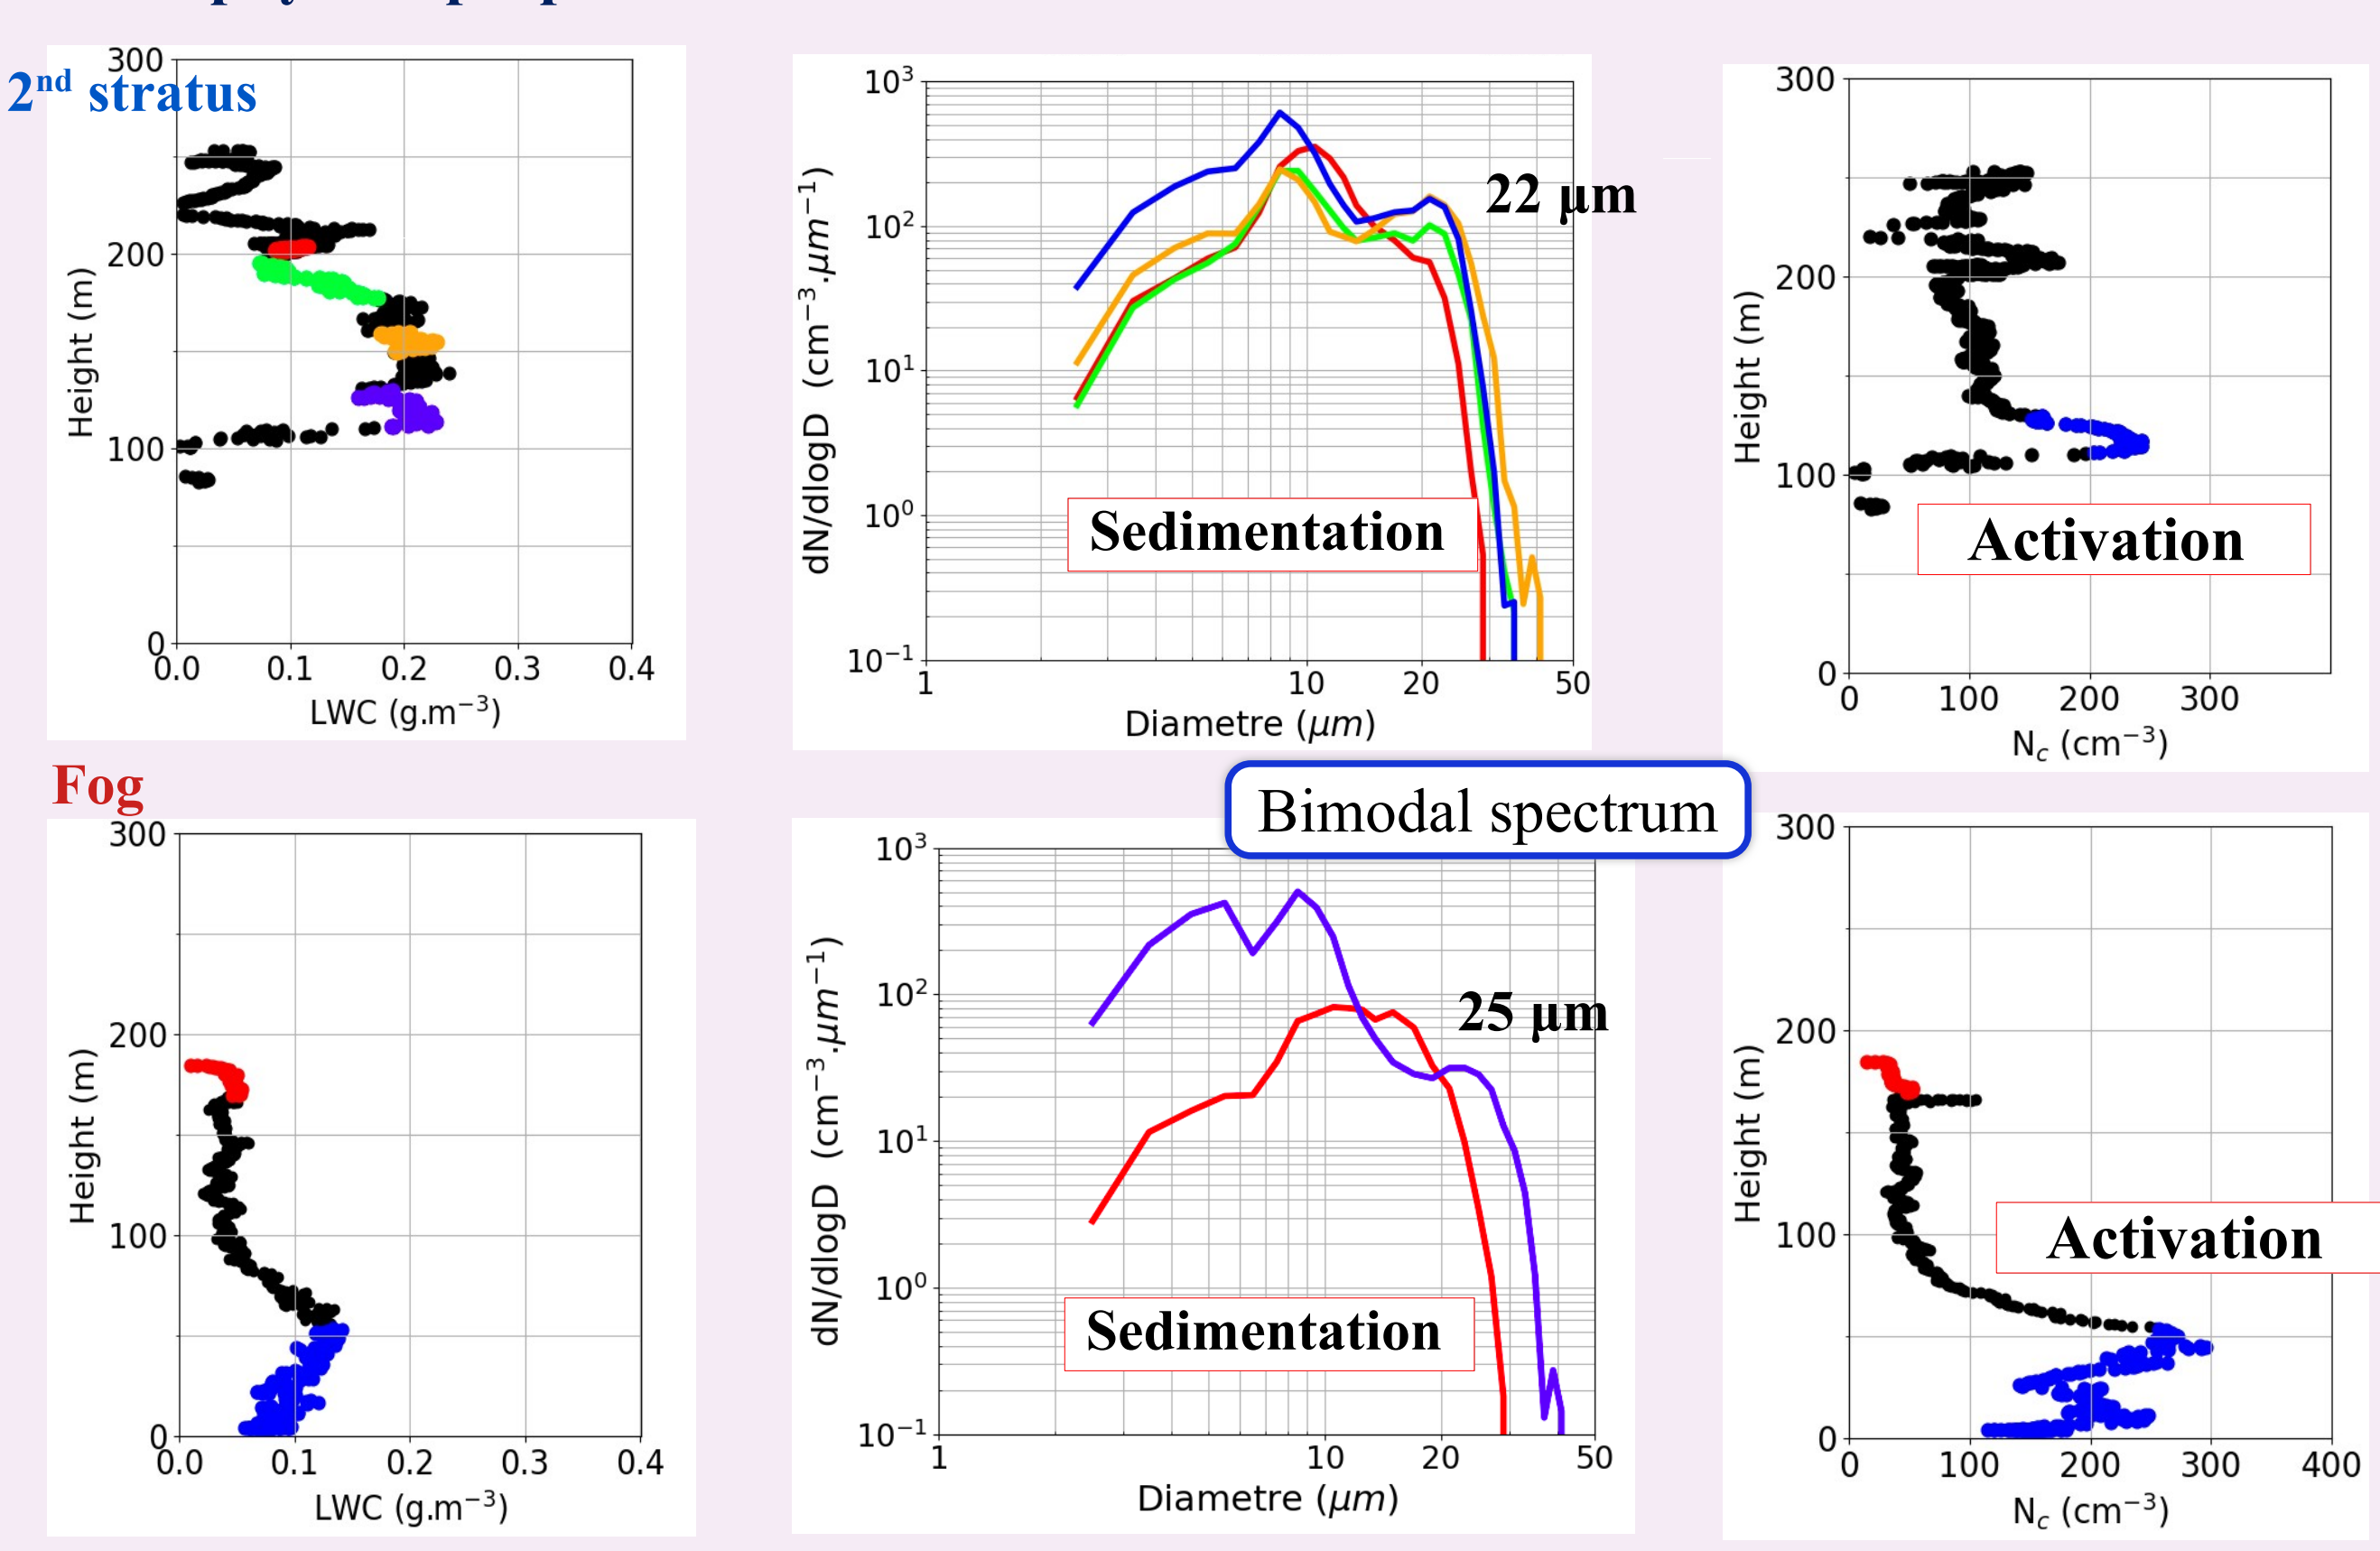 2nd stratus
300
200
100
0
0.0 0.1 0.2 0.3 0.4
Height (m)
LWC (g.m⁻³)
10³
10²
10¹
10⁰
10⁻¹
1 10 20 50
dN/dlogD (cm⁻³.μm⁻¹)
Diametre (μm)
22 μm
Sedimentation
300
200
100
0
0 100 200 300
Height (m)
N_c (cm⁻³)
Activation
Fog
Bimodal spectrum
300
200
100
0
0.0 0.1 0.2 0.3 0.4
Height (m)
LWC (g.m⁻³)
10³
10²
10¹
10⁰
10⁻¹
1 10 20 50
dN/dlogD (cm⁻³.μm⁻¹)
Diametre (μm)
25 μm
Sedimentation
300
200
100
0
0 100 200 300 400
Height (m)
N_c (cm⁻³)
Activation